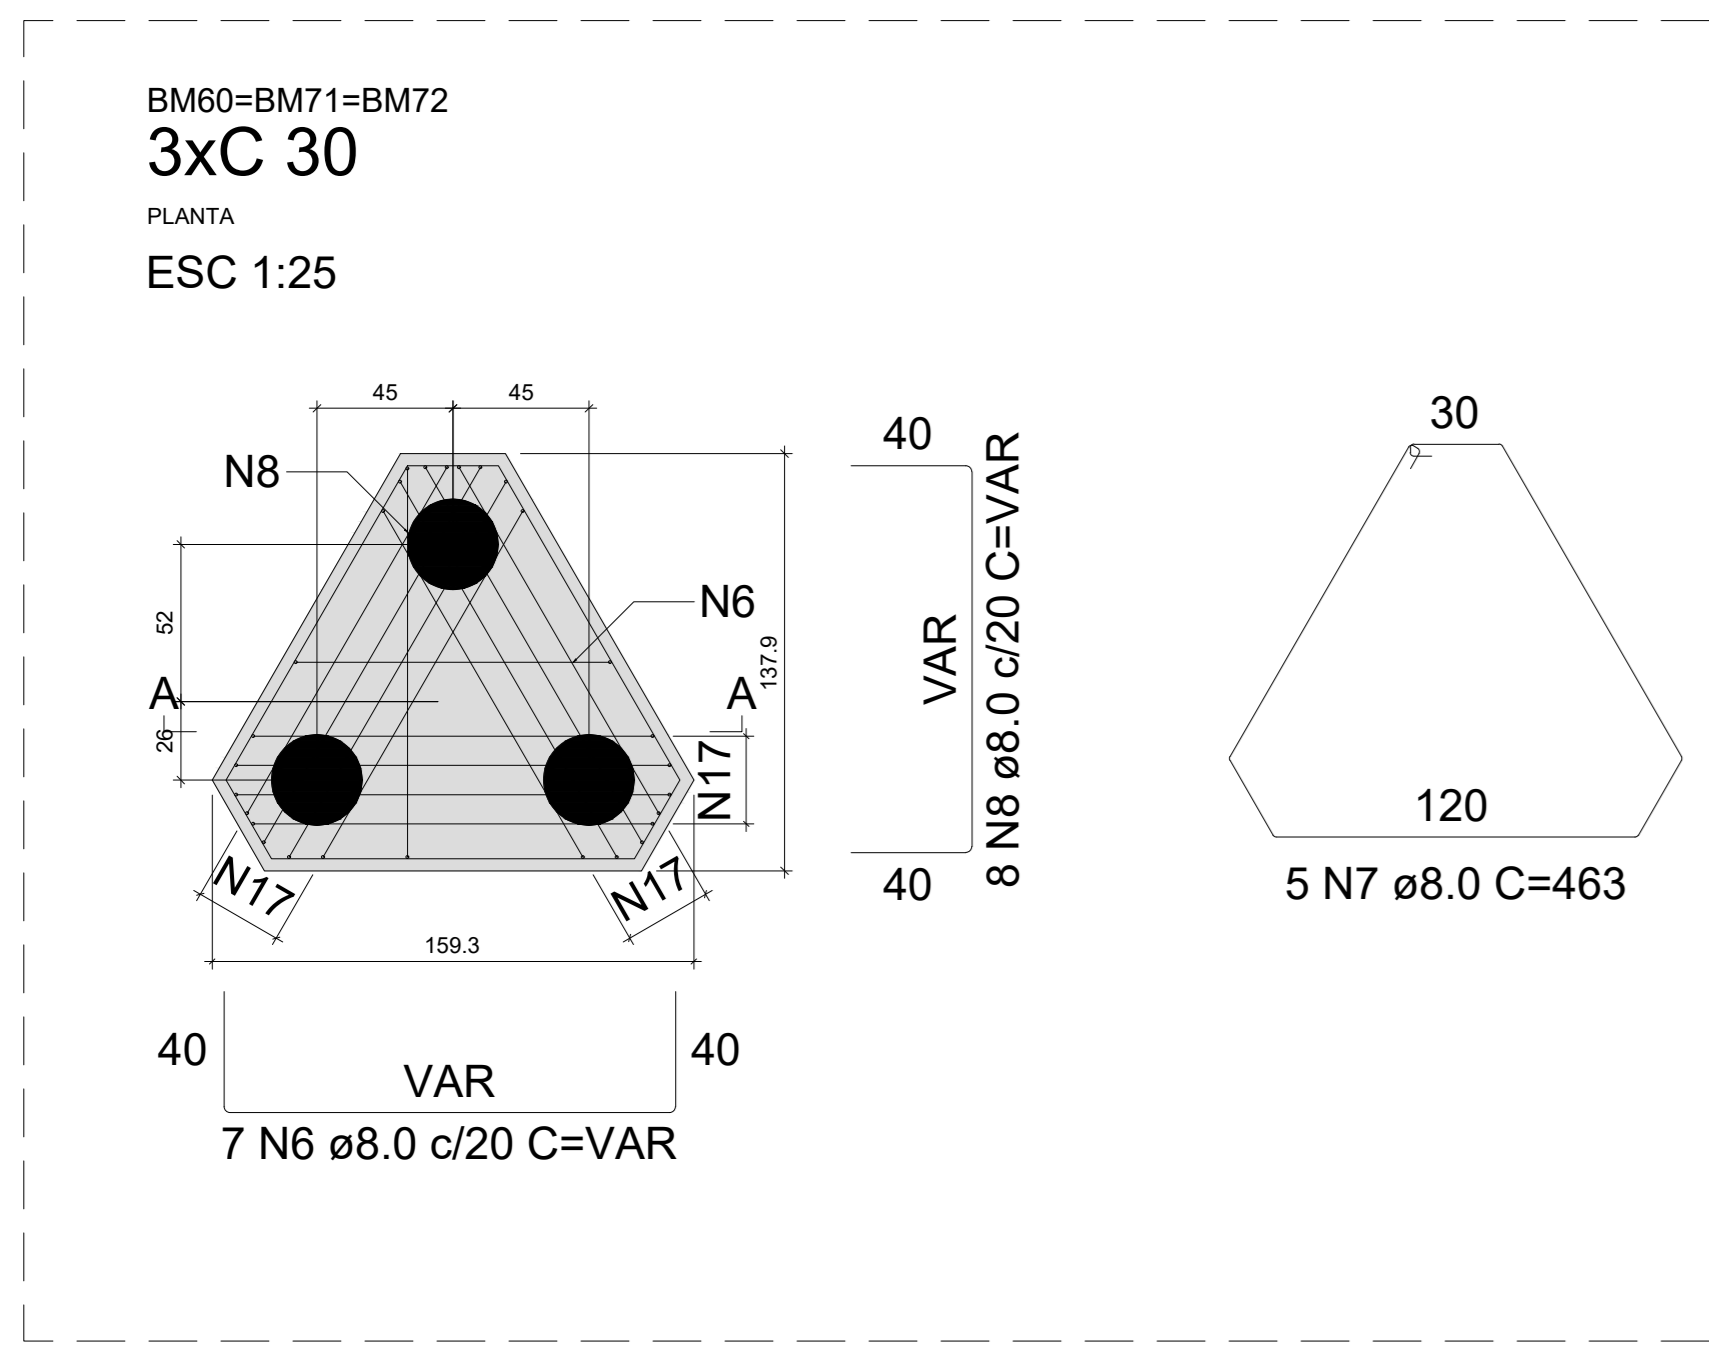 BM60=BM71=BM72
3xC 30
PLANTA
ESC 1:25
45
45
N8
52
N6
137.9
A
A
26
N17
N17
N17
159.3
40
VAR
40
7 N6 ø8.0 c/20 C=VAR
40
VAR
8 N8 ø8.0 c/20 C=VAR
40
30
120
5 N7 ø8.0 C=463